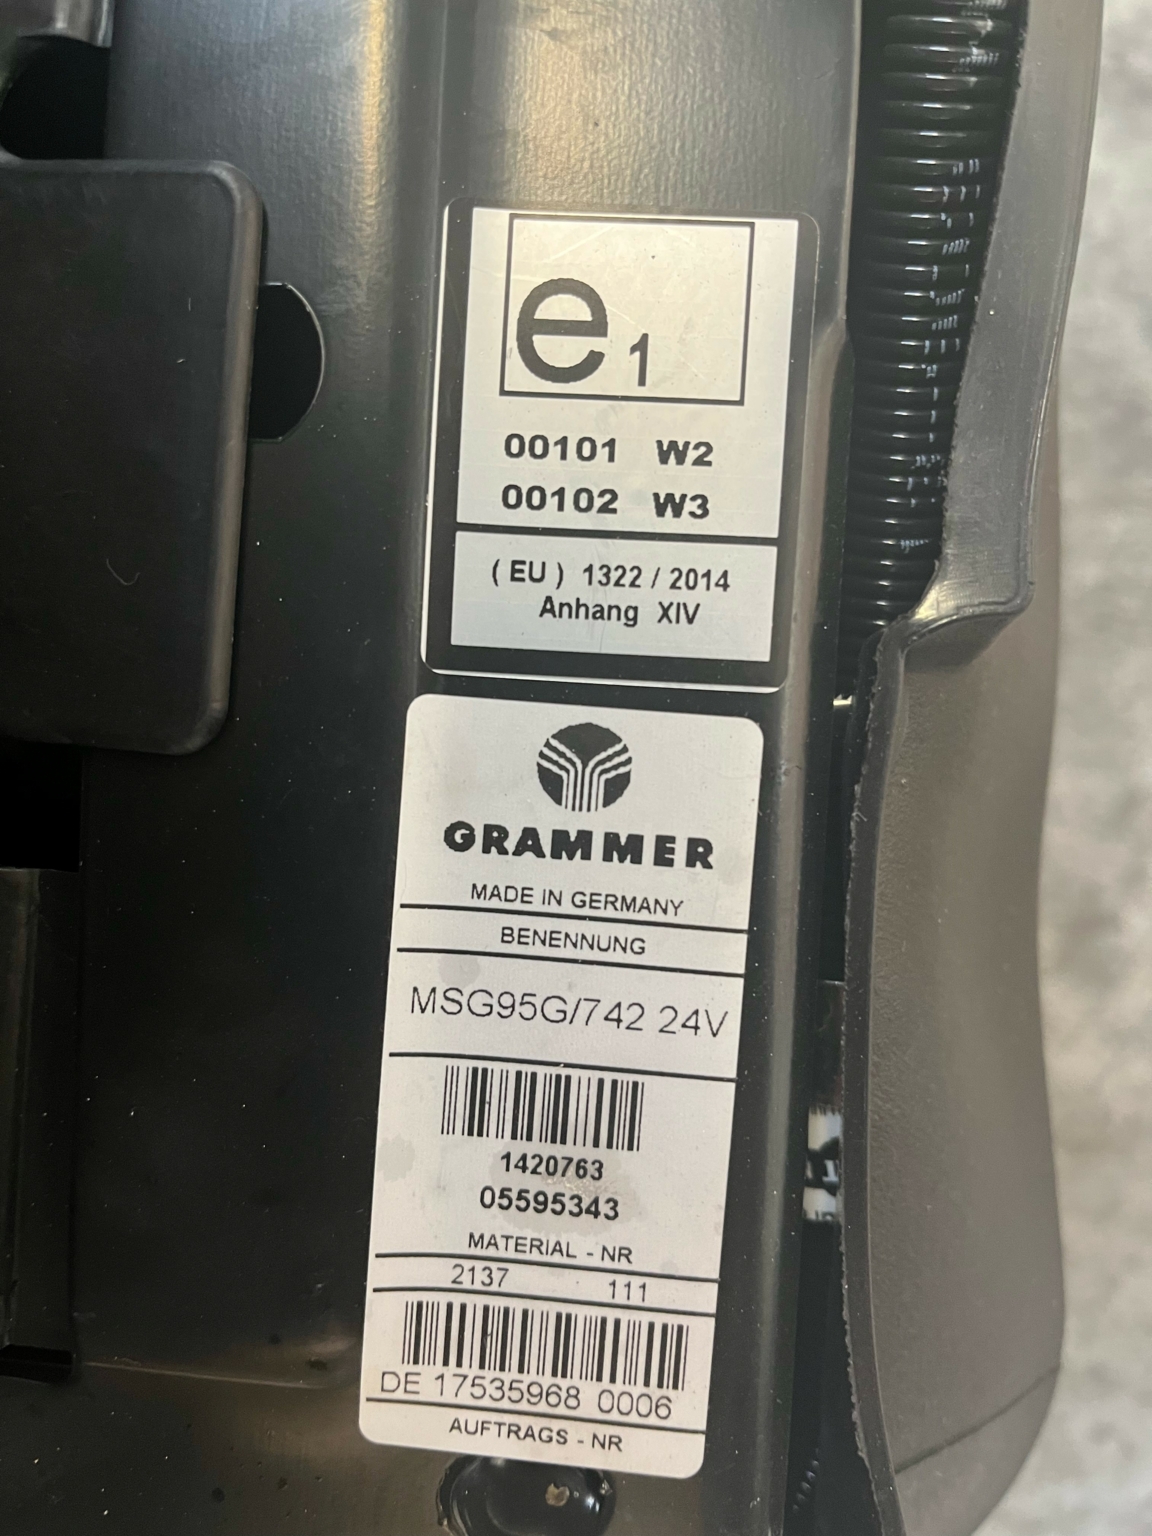 e 1
00101 W2
00102 W3
( EU ) 1322 / 2014
Anhang XIV
GRAMMER
MADE IN GERMANY
BENENNUNG
MSG95G/742 24V
1420763
05595343
MATERIAL - NR
2137 111
DE 17535968 0006
AUFTRAGS - NR